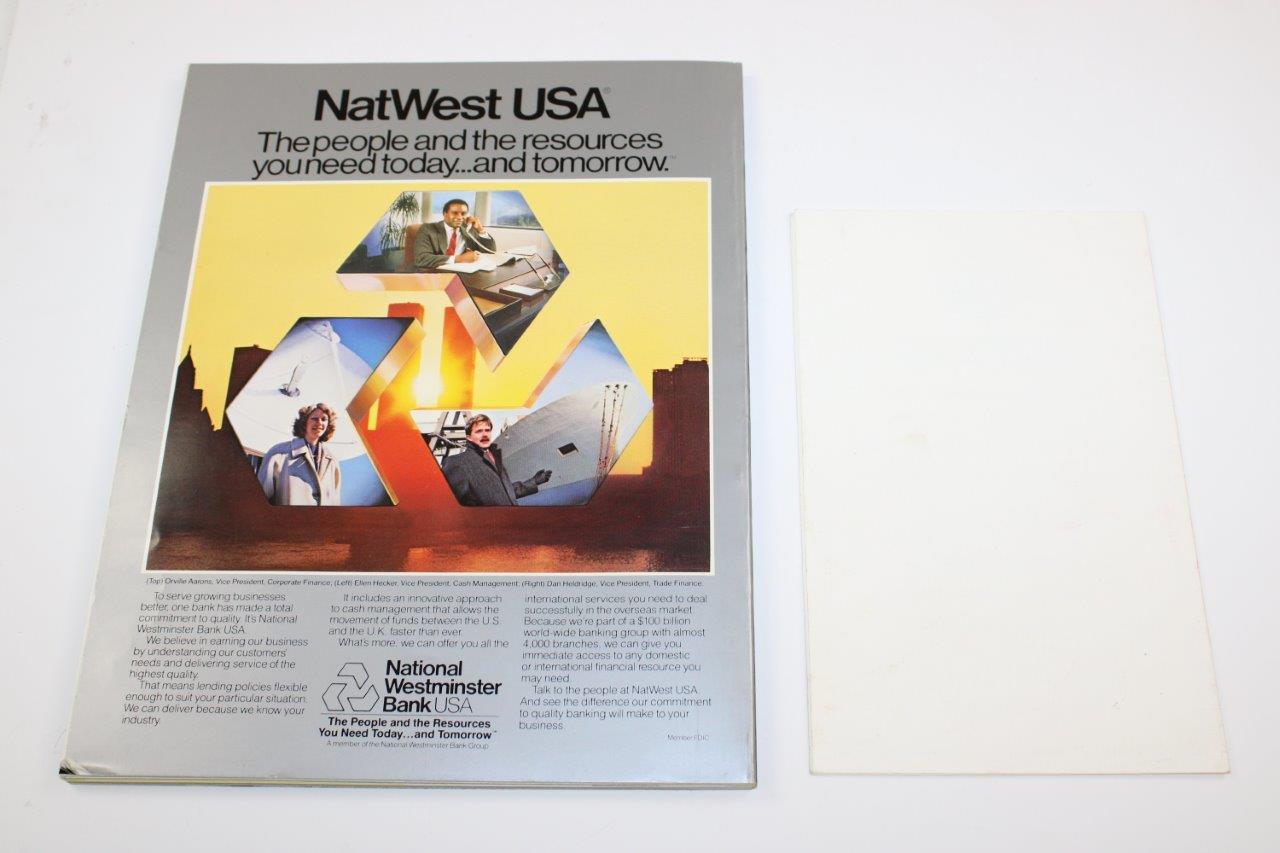 NatWest USA®
The people and the resources
you need today...and tomorrow.℠
(Top) Orville Aarons, Vice President, Corporate Finance; (Left) Ellen Hecker, Vice President, Cash Management; (Right) Dan Heldridge, Vice President, Trade Finance.
To serve growing businesses
better, one bank has made a total
commitment to quality. It's National
Westminster Bank USA.
We believe in earning our business
by understanding our customers'
needs and delivering service of the
highest quality.
That means lending policies flexible
enough to suit your particular situation.
We can deliver because we know your
industry.
It includes an innovative approach
to cash management that allows the
movement of funds between the U.S.
and the U.K. faster than ever.
What's more, we can offer you all the
international services you need to deal
successfully in the overseas market.
Because we're part of a $100 billion
world-wide banking group with almost
4,000 branches, we can give you
immediate access to any domestic
or international financial resource you
may need.
Talk to the people at NatWest USA.
And see the difference our commitment
to quality banking will make to your
business.
National
Westminster
Bank USA
The People and the Resources
You Need Today...and Tomorrow℠
A member of the National Westminster Bank Group
Member FDIC